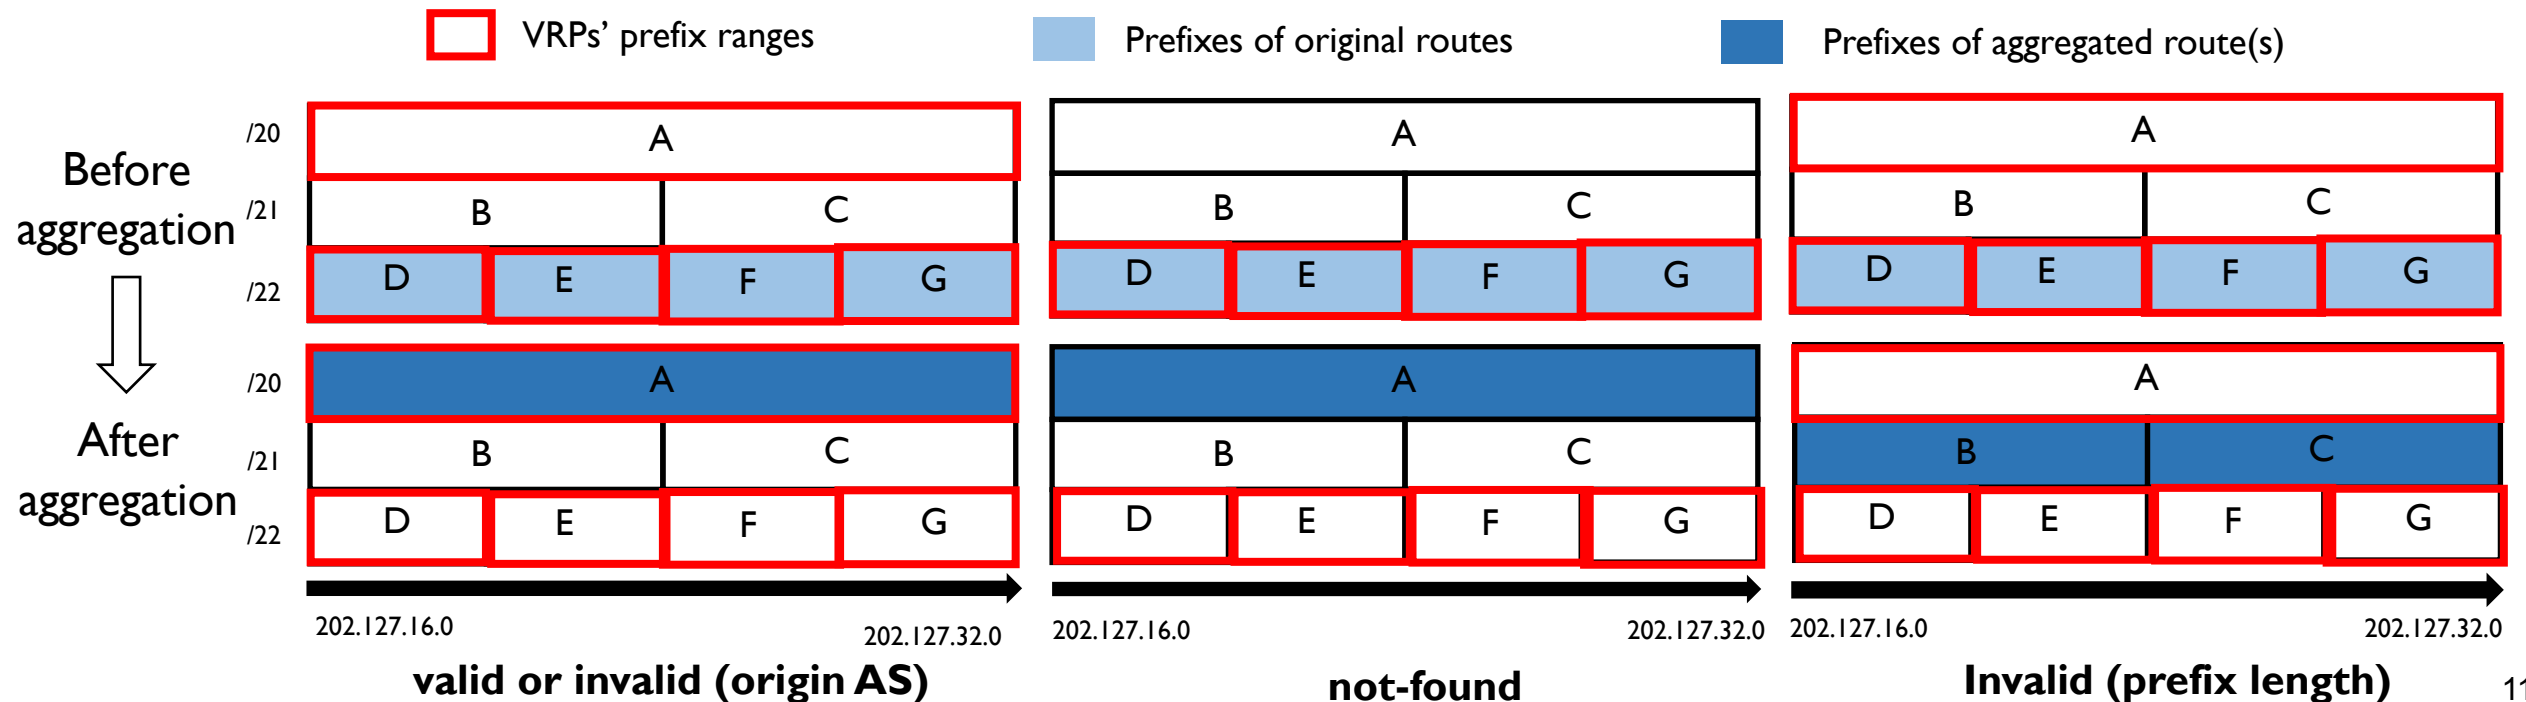 VRPs' prefix ranges
Prefixes of original routes
Prefixes of aggregated route(s)
Before
aggregation
/20
A
A
A
/21
B
C
B
C
B
C
/22
D
E
F
G
D
E
F
G
D
E
F
G
After
aggregation
/20
A
A
A
/21
B
C
B
C
B
C
/22
D
E
F
G
D
E
F
G
D
E
F
G
202.127.16.0
202.127.32.0
202.127.16.0
202.127.32.0
202.127.16.0
202.127.32.0
valid or invalid (origin AS)
not-found
Invalid (prefix length)